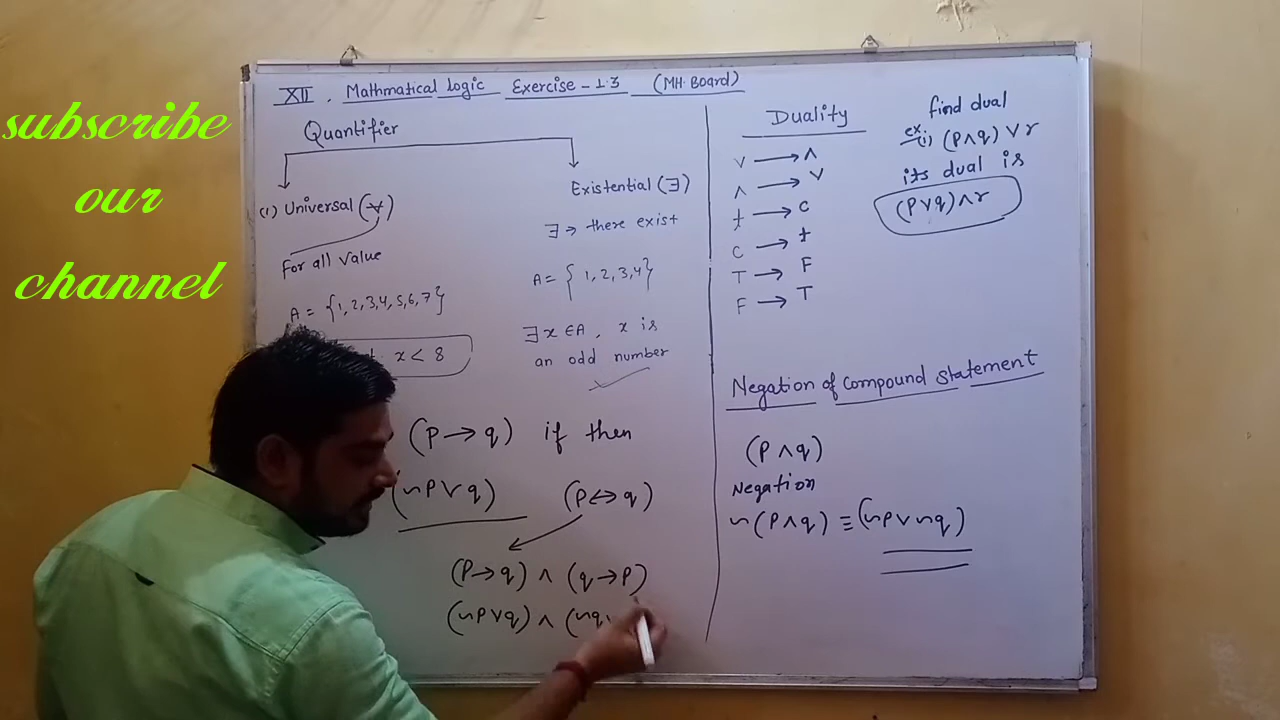 subscribe
our
channel
XII, Mathmatical logic Exercise - 1.3 (MH. Board)
Quantifier
(1) Universal (∀)
For all value
A = {1,2,3,4,5,6,7}
x < 8
Existential (∃)
∃ → there exist
A = { 1, 2, 3, 4}
∃ x ∈ A, x is
an odd number
(P → q) if then
(~P ∨ q) (P ↔ q)
(P → q) ∧ (q → P)
(~P ∨ q) ∧ (~q
Duality
∨ → ∧
∧ → ∨
t → c
C → t
T → F
F → T
find dual
ex. (i) (P∧q) ∨ r
its dual is
(P∨q) ∧ r
Negation of compound statement
(P ∧ q)
Negation
~(P∧q) ≡ (~P ∨ ~q)